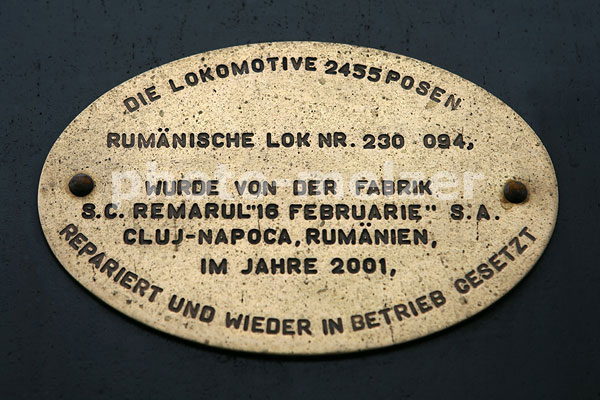 DIE LOKOMOTIVE 2455 POSEN
RUMÄNISCHE LOK NR. 230 094,
WURDE VON DER FABRIK
S.C. REMARUL "16 FEBRUARIE" S.A.
CLUJ-NAPOCA, RUMÄNIEN,
IM JAHRE 2001,
REPARIERT UND WIEDER IN BETRIEB GESETZT